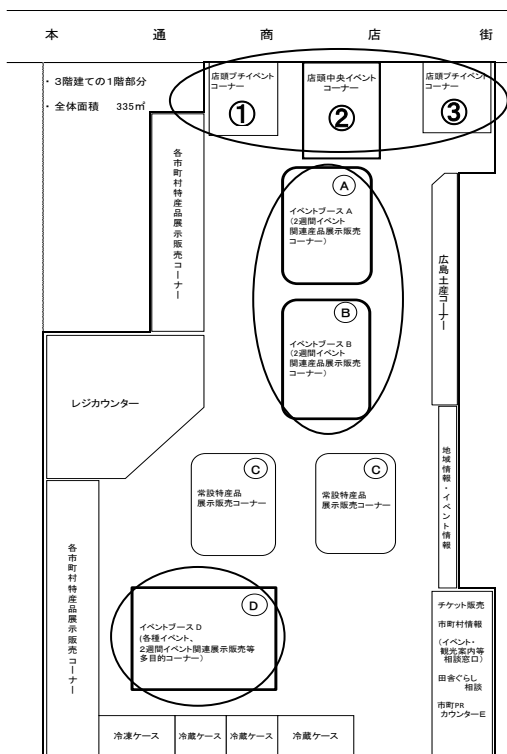 本通商店街
・3階建ての1階部分
・全体面積 335㎡
店頭プチイベント
コーナー
①
店頭中央イベント
コーナー
②
店頭プチイベント
コーナー
③
各市町村特産品展示販売コーナー
A
イベントブース A
(2週間イベント
関連産品展示販売
コーナー)
広島土産コーナー
B
イベントブース B
(2週間イベント
関連産品展示販売
コーナー)
レジカウンター
地域情報・イベント情報
C
常設特産品
展示販売コーナー
C
常設特産品
展示販売コーナー
各市町村特産品展示販売コーナー
D
イベントブース D
(各種イベント、
2週間イベント関連展示販売等
多目的コーナー)
チケット販売
市町村情報
(イベント・
観光案内等
相談窓口)
田舎ぐらし
相談
市町PR
カウンターE
冷凍ケース
冷蔵ケース
冷蔵ケース
冷蔵ケース